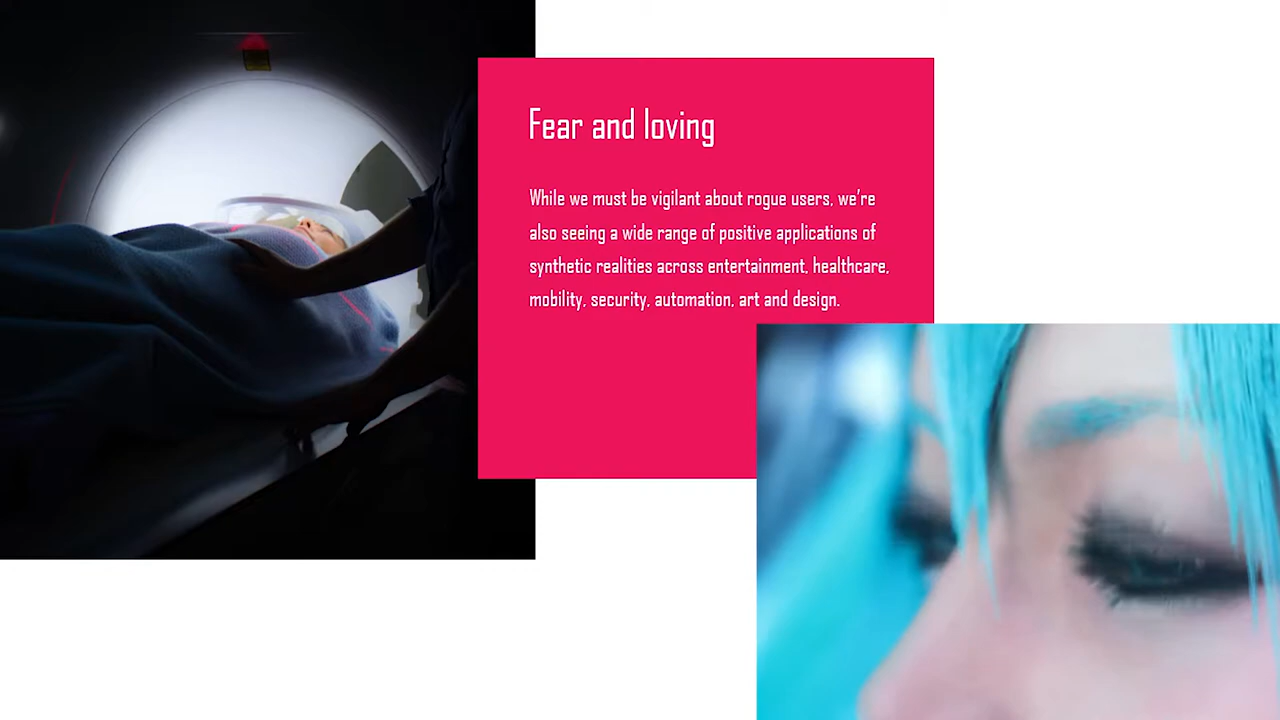 Fear and loving
While we must be vigilant about rogue users, we're
also seeing a wide range of positive applications of
synthetic realities across entertainment, healthcare,
mobility, security, automation, art and design.